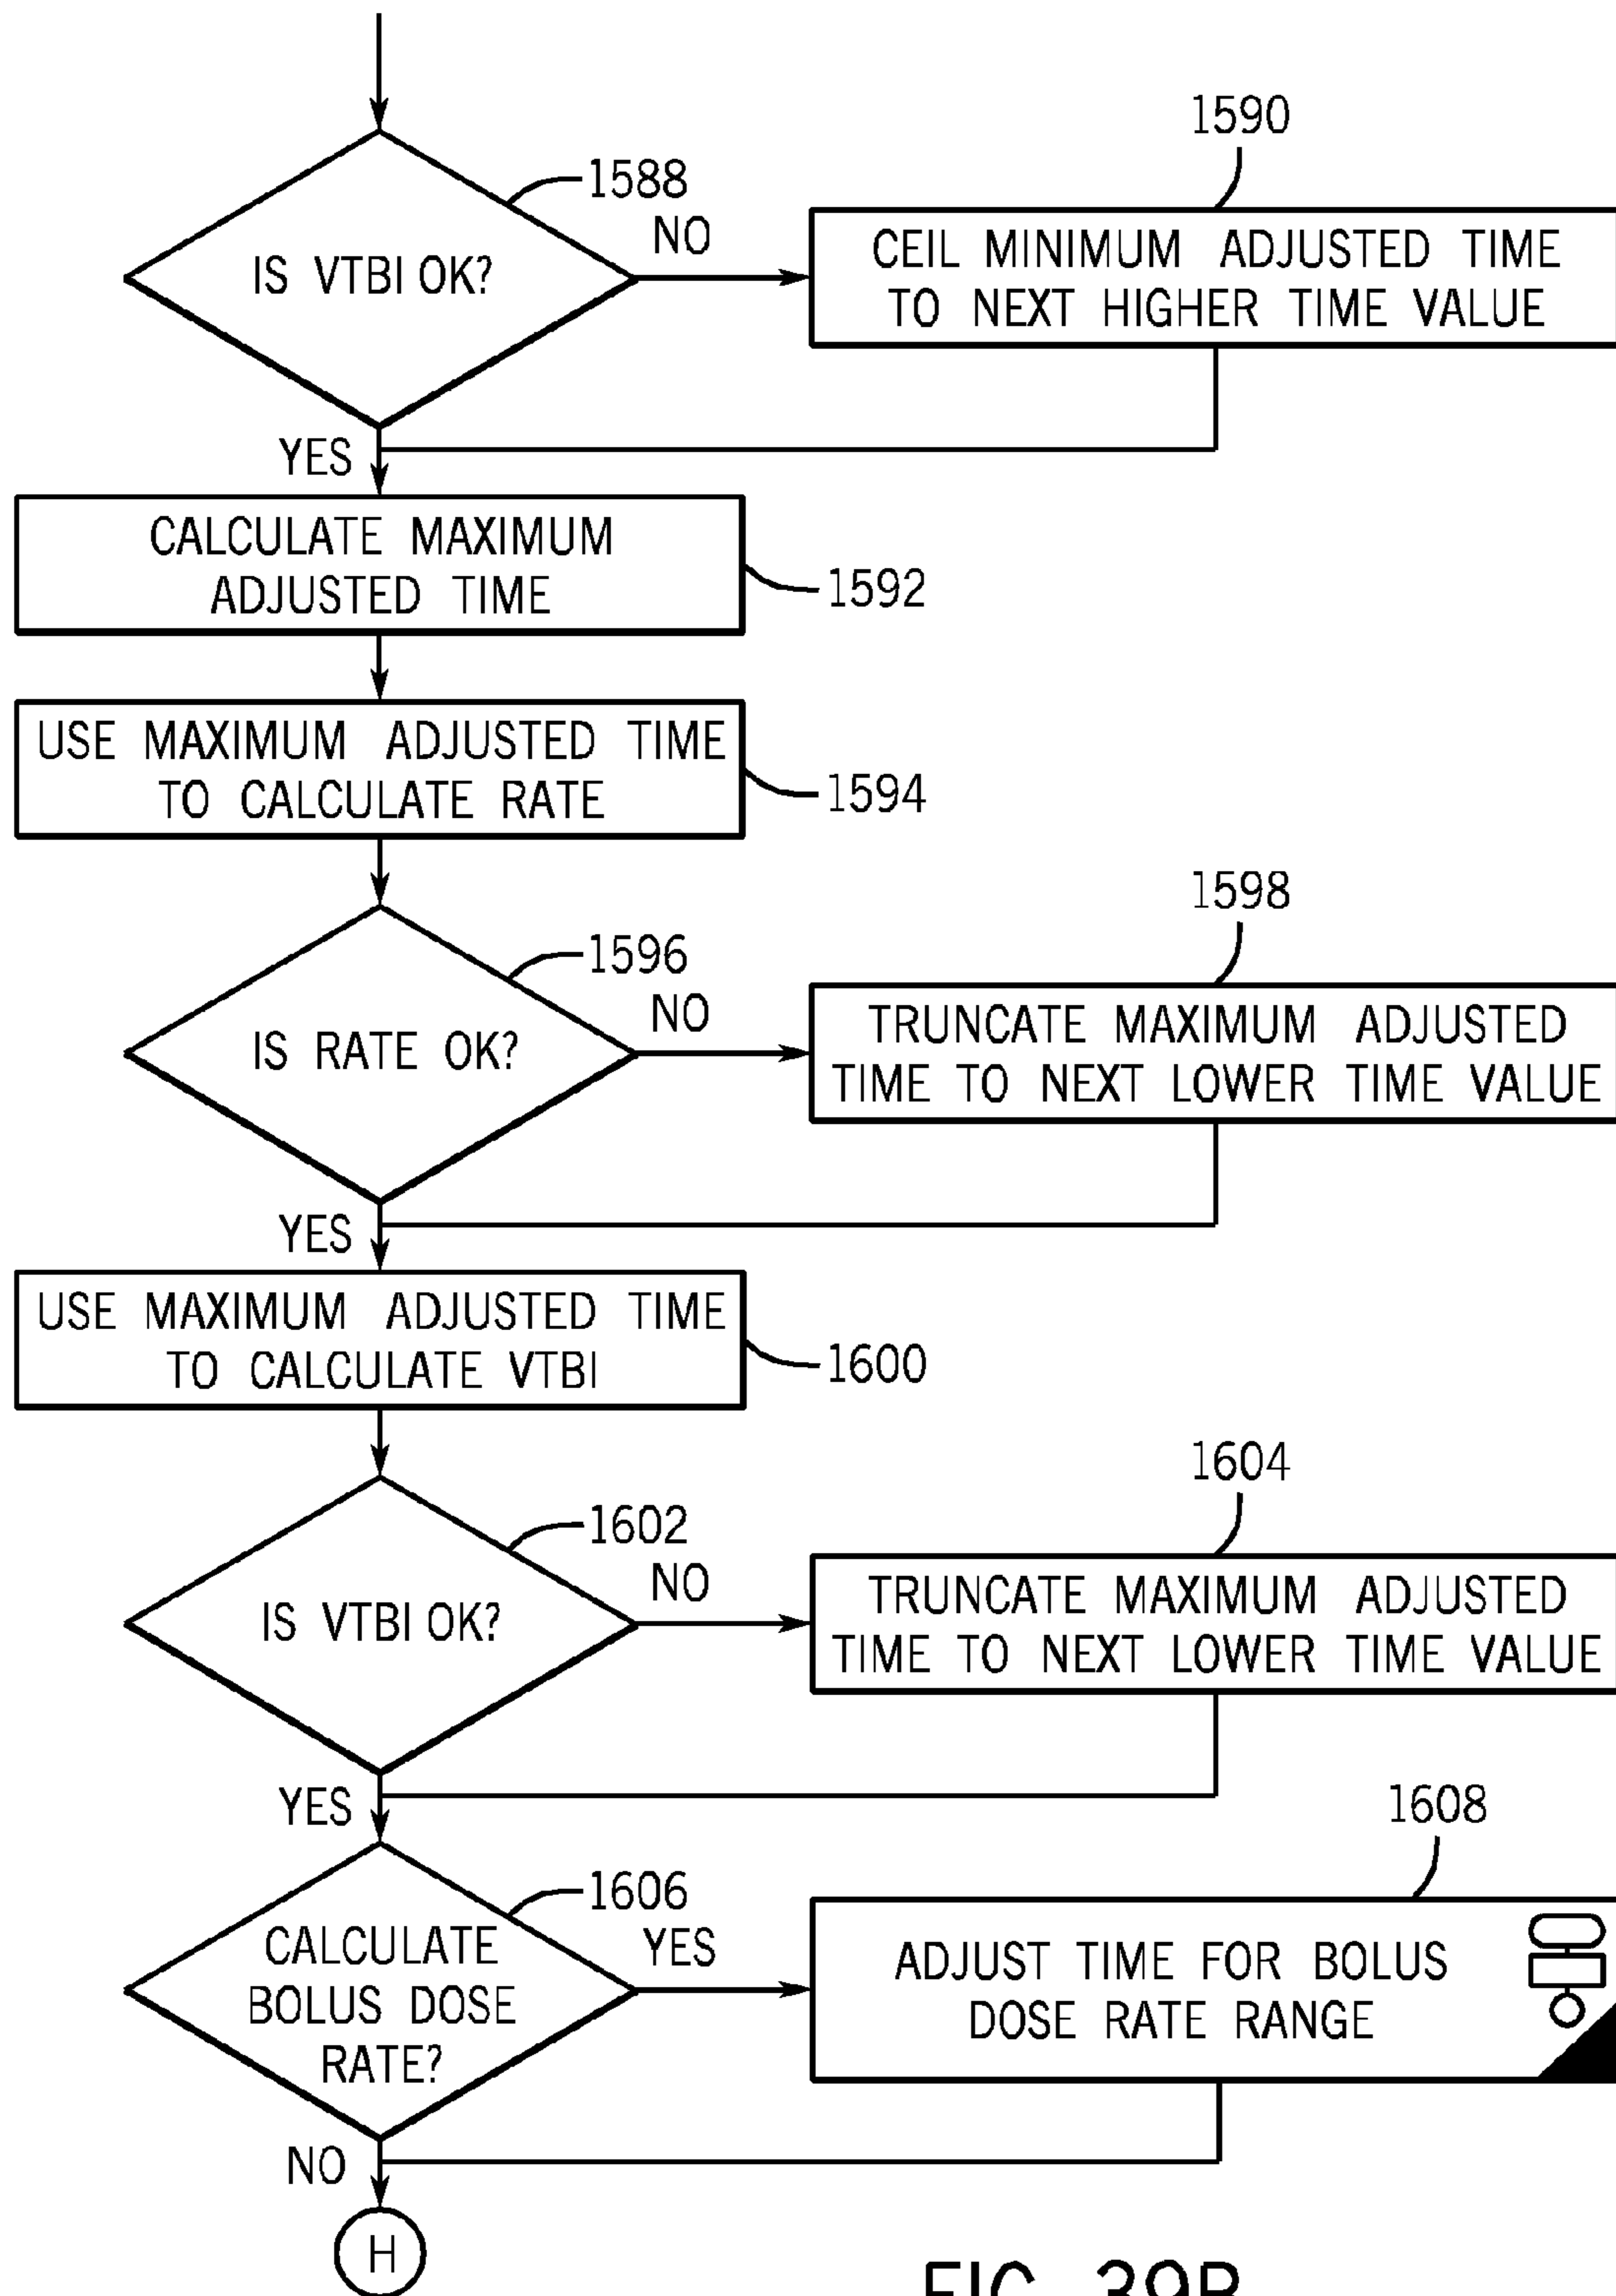 1590
1588
NO
IS VTBI OK?
CEIL MINIMUM ADJUSTED TIME
TO NEXT HIGHER TIME VALUE
YES
CALCULATE MAXIMUM
ADJUSTED TIME
1592
USE MAXIMUM ADJUSTED TIME
TO CALCULATE RATE
1594
1598
1596
NO
IS RATE OK?
TRUNCATE MAXIMUM ADJUSTED
TIME TO NEXT LOWER TIME VALUE
YES
USE MAXIMUM ADJUSTED TIME
TO CALCULATE VTBI
1600
1604
1602
NO
IS VTBI OK?
TRUNCATE MAXIMUM ADJUSTED
TIME TO NEXT LOWER TIME VALUE
YES
1608
1606
YES
CALCULATE
BOLUS DOSE
RATE?
ADJUST TIME FOR BOLUS
DOSE RATE RANGE
NO
H
FIG. 39B